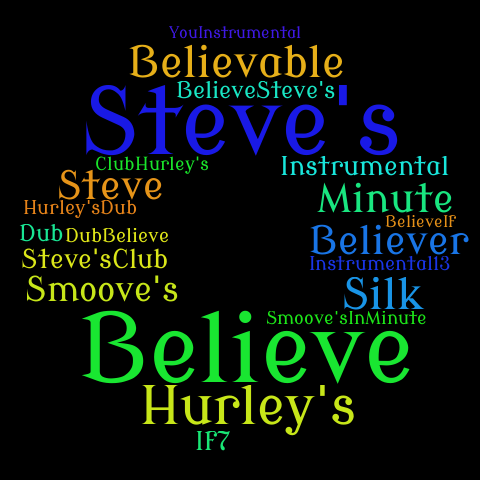 YouInstrumental
Believable
BelieveSteve's
Steve's
ClubHurley's
Instrumental
Steve
Minute
Hurley'sDub
BelieveIf
Dub
DubBelieve
Believer
Steve'sClub
Instrumental13
Smoove's
Silk
Smoove'sInMinute
Believe
Hurley's
If7